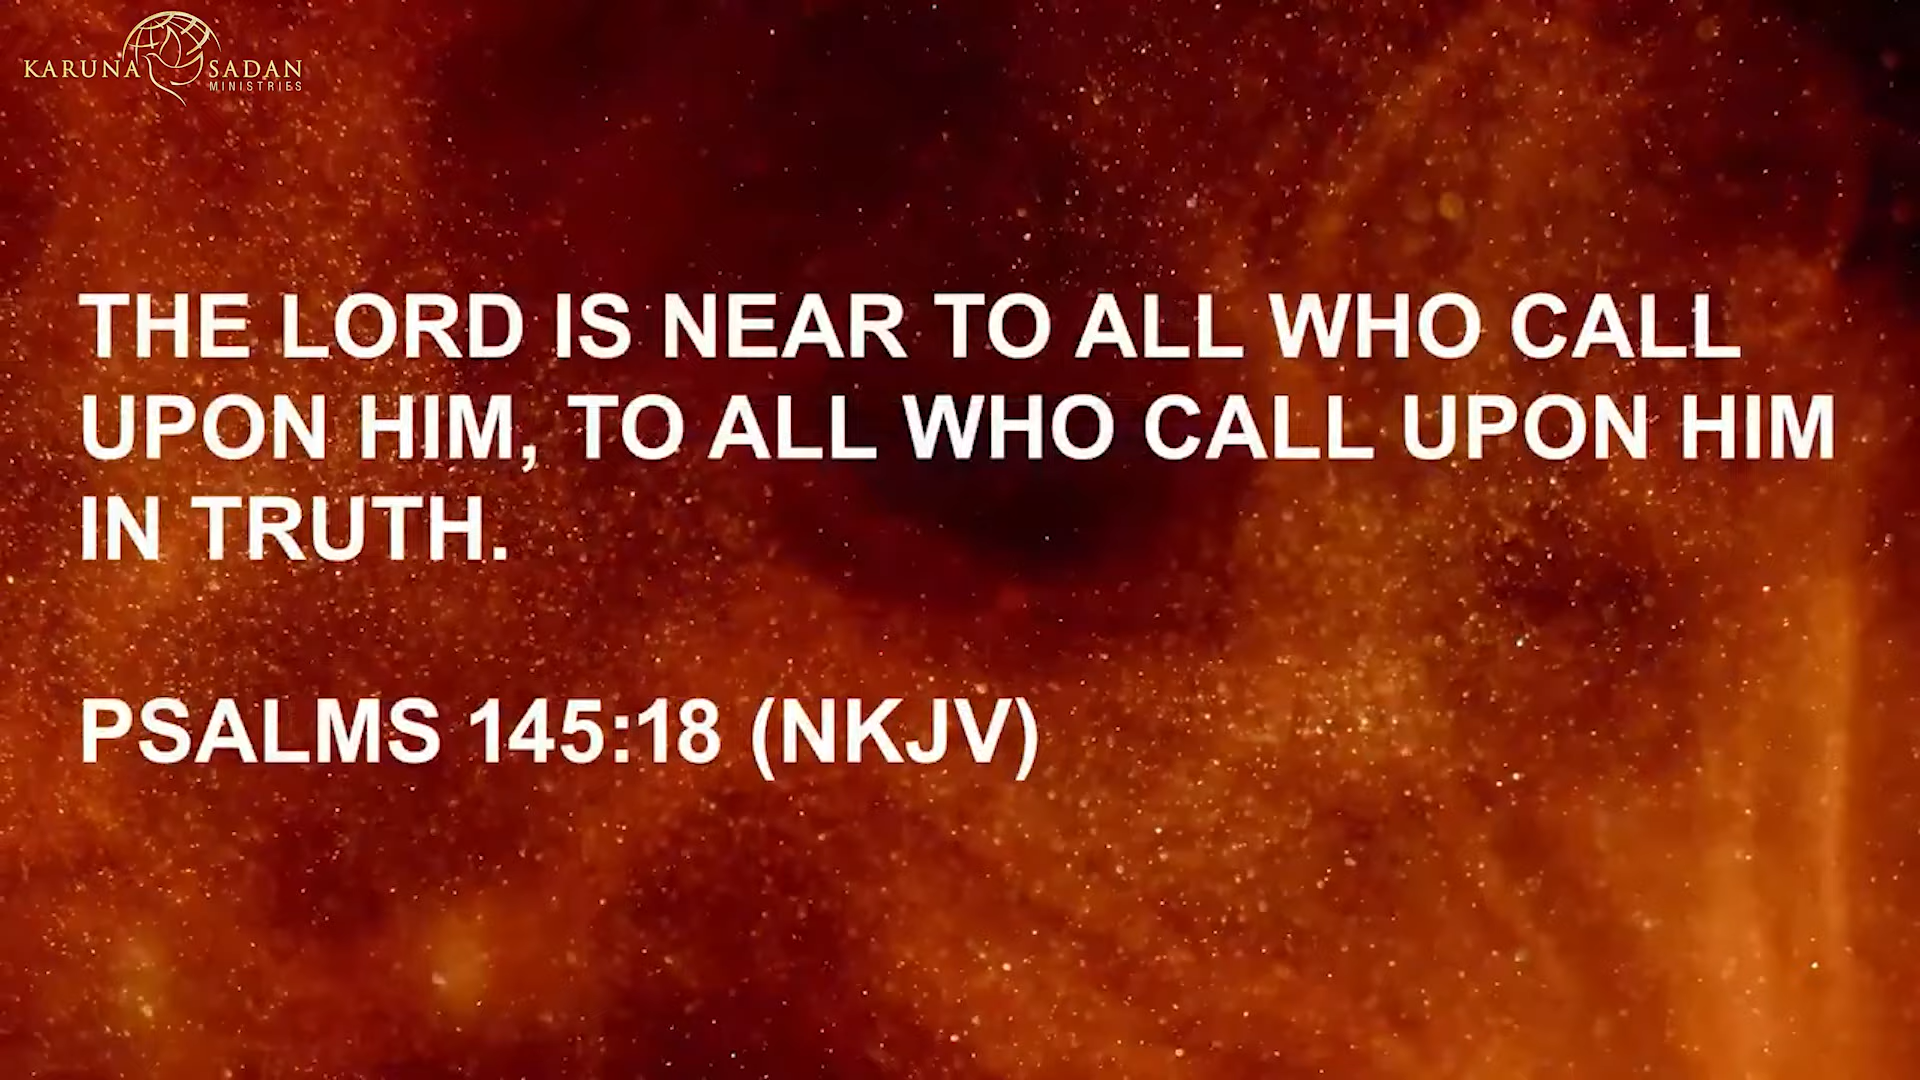 KARUNA SADAN
MINISTRIES
THE LORD IS NEAR TO ALL WHO CALL
UPON HIM, TO ALL WHO CALL UPON HIM
IN TRUTH.
PSALMS 145:18 (NKJV)